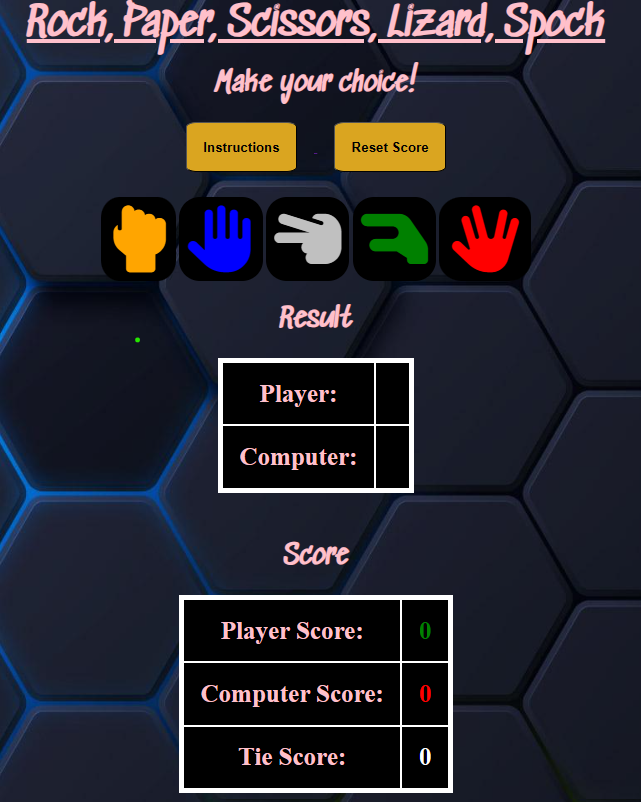 Rock, Paper, Scissors, Lizard, Spock
Make your choice!
Instructions Reset Score
Result
Player:
Computer:
Score
Player Score: 0
Computer Score: 0
Tie Score: 0